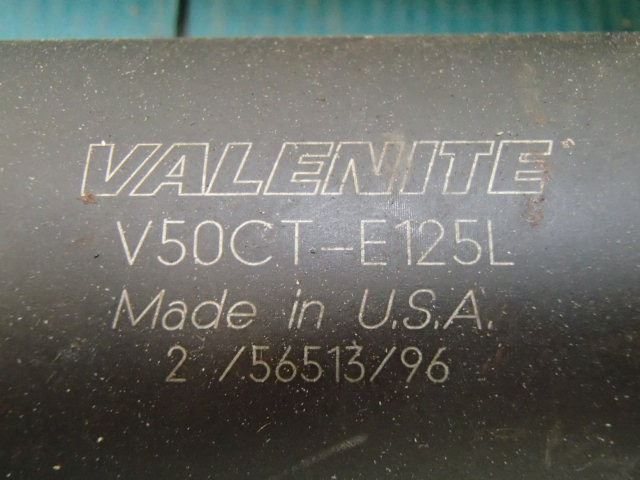 VALENITE
V50CT-E125L
Made in U.S.A.
2 /56513/96